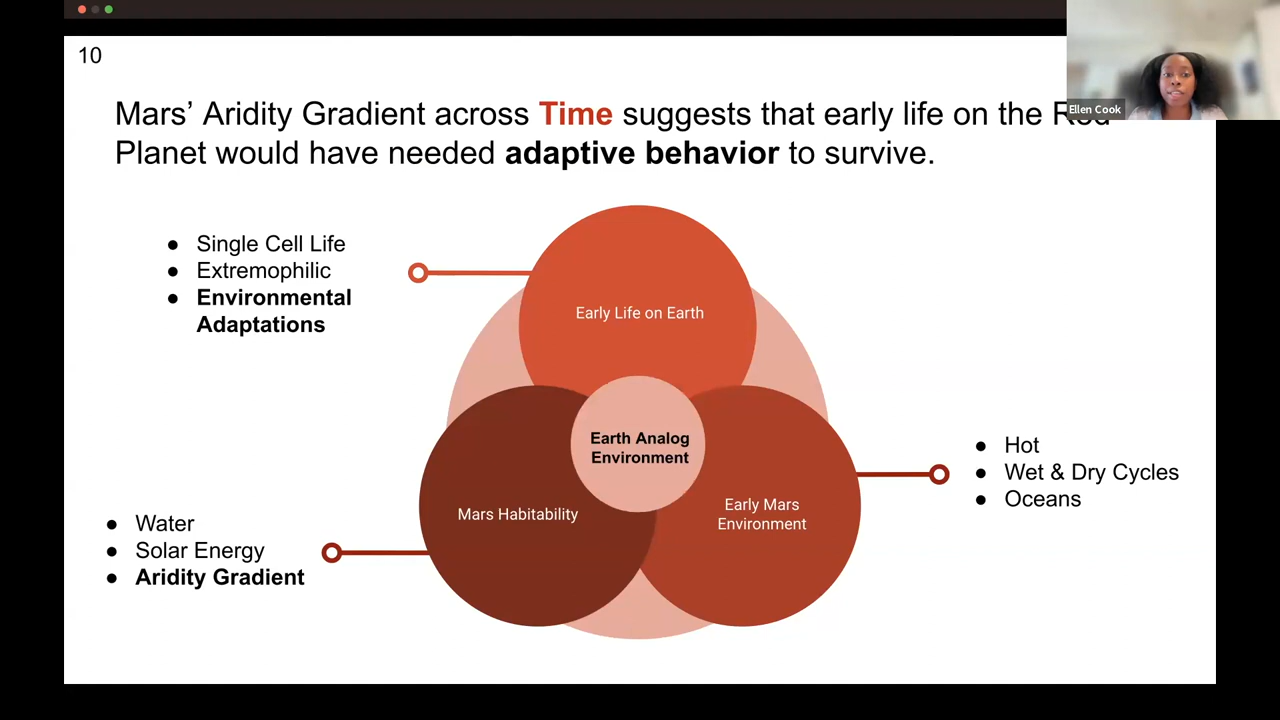 10
Mars’ Aridity Gradient across Time suggests that early life on the
Planet would have needed adaptive behavior to survive.
Ellen Cook
● Single Cell Life
● Extremophilic
● Environmental
Adaptations
Early Life on Earth
Earth Analog
Environment
● Hot
● Wet & Dry Cycles
● Oceans
Early Mars
Environment
Mars Habitability
● Water
● Solar Energy
● Aridity Gradient